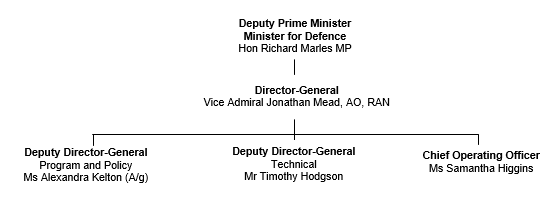 Deputy Prime Minister
Minister for Defence
Hon Richard Marles MP
Director-General
Vice Admiral Jonathan Mead, AO, RAN
Deputy Director-General
Program and Policy
Ms Alexandra Kelton (A/g)
Deputy Director-General
Technical
Mr Timothy Hodgson
Chief Operating Officer
Ms Samantha Higgins